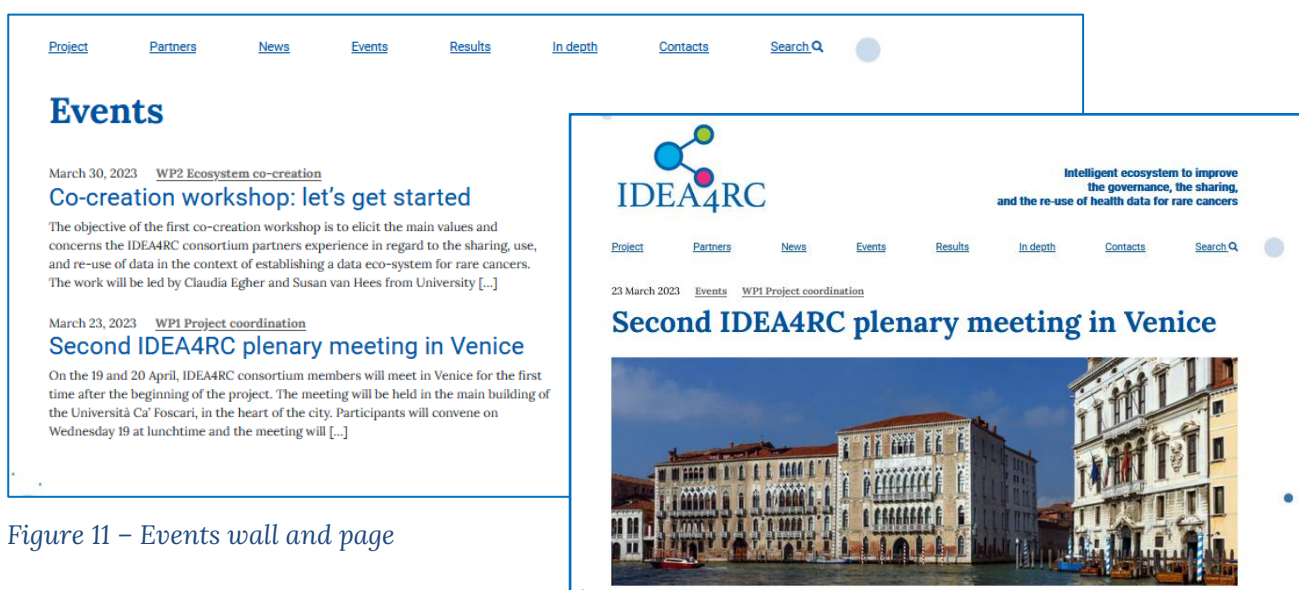 Project Partners News Events Results In depth Contacts Search
Events
March 30, 2023 WP2 Ecosystem co-creation
Co-creation workshop: let's get started
The objective of the first co-creation workshop is to elicit the main values and
concerns the IDEA4RC consortium partners experience in regard to the sharing, use,
and re-use of data in the context of establishing a data eco-system for rare cancers.
The work will be led by Claudia Egher and Susan van Hees from University […]
March 23, 2023 WP1 Project coordination
Second IDEA4RC plenary meeting in Venice
On the 19 and 20 April, IDEA4RC consortium members will meet in Venice for the first
time after the beginning of the project. The meeting will be held in the main building of
the Università Ca' Foscari, in the heart of the city. Participants will convene on
Wednesday 19 at lunchtime and the meeting will […]
IDEA4RC
Intelligent ecosystem to improve
the governance, the sharing,
and the re-use of health data for rare cancers
Project Partners News Events Results In depth Contacts Search
23 March 2023 Events WP1 Project coordination
Second IDEA4RC plenary meeting in Venice
Figure 11 – Events wall and page